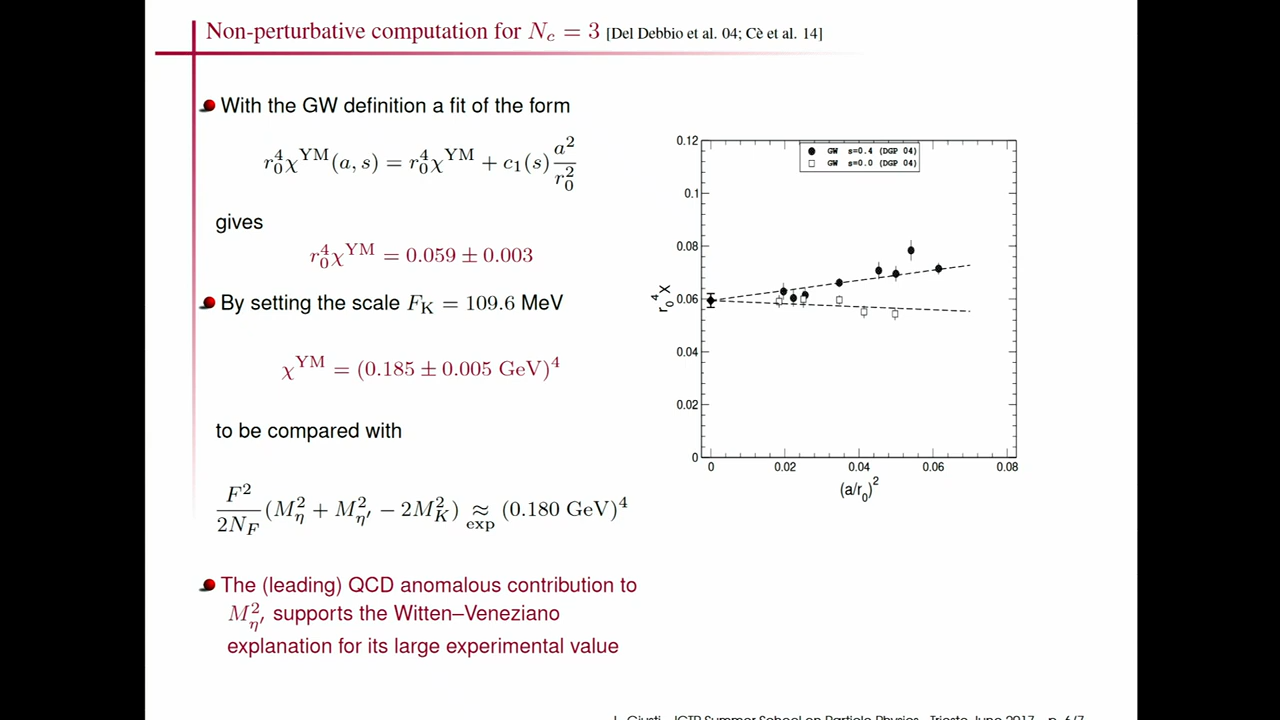 Non-perturbative computation for N_c = 3 [Del Debbio et al. 04; Cè et al. 14]
With the GW definition a fit of the form
r_0^4 χ^YM(a, s) = r_0^4 χ^YM + c_1(s) a^2/r_0^2
gives
r_0^4 χ^YM = 0.059 ± 0.003
By setting the scale F_K = 109.6 MeV
χ^YM = (0.185 ± 0.005 GeV)^4
to be compared with
F^2/2N_F (M_η^2 + M_η′^2 − 2M_K^2) ≈_exp (0.180 GeV)^4
The (leading) QCD anomalous contribution to
M_η′^2 supports the Witten–Veneziano
explanation for its large experimental value
GW s=0.4 (DGP 04)
GW s=0.0 (DGP 04)
0.12
0.1
0.08
0.06
0.04
0.02
0
r_0^4 χ
0 0.02 0.04 0.06 0.08
(a/r_0)^2